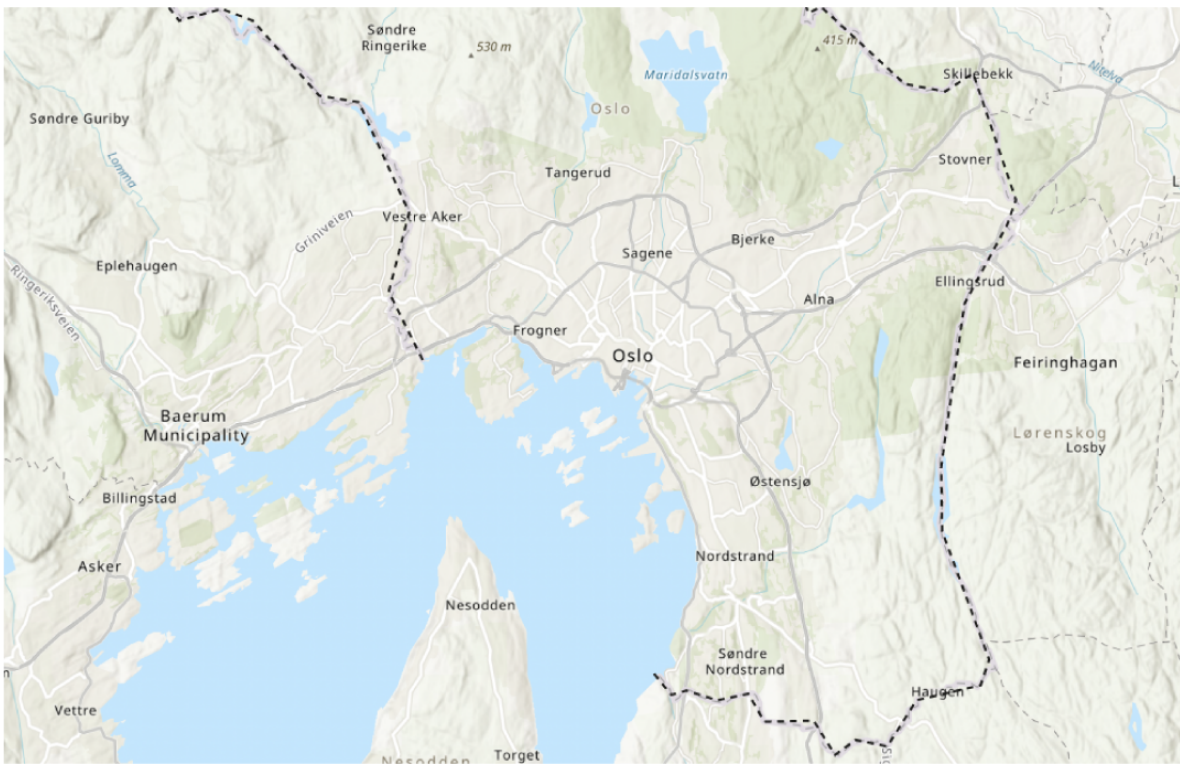 Søndre
Ringerike
530 m
415 m
Maridalsvatn
Skillebekk
Nitelva
Oslo
Søndre Guriby
Lomma
Stovner
Tangerud
Vestre Aker
Griniveien
Bjerke
Sagene
Eplehaugen
Ringeriksveien
Ellingsrud
Alna
Frogner
Oslo
Feiringhagan
Baerum
Municipality
Lørenskog
Losby
Billingstad
Østensjø
Asker
Nordstrand
Nesodden
Søndre
Nordstrand
Haugen
Vettre
Torget
Nesodden